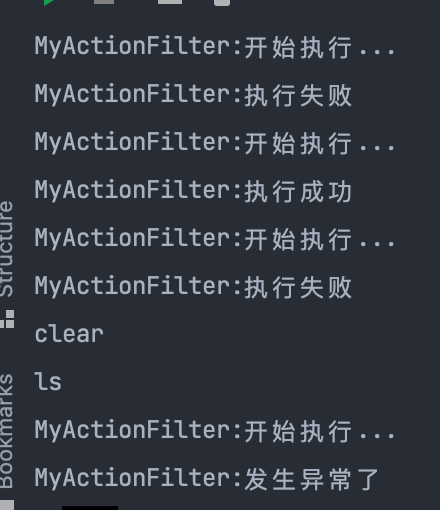 MyActionFilter:开始执行...
MyActionFilter:执行失败
MyActionFilter:开始执行...
MyActionFilter:执行成功
MyActionFilter:开始执行...
MyActionFilter:执行失败
clear
ls
MyActionFilter:开始执行...
MyActionFilter:发生异常了
Structure
Bookmarks